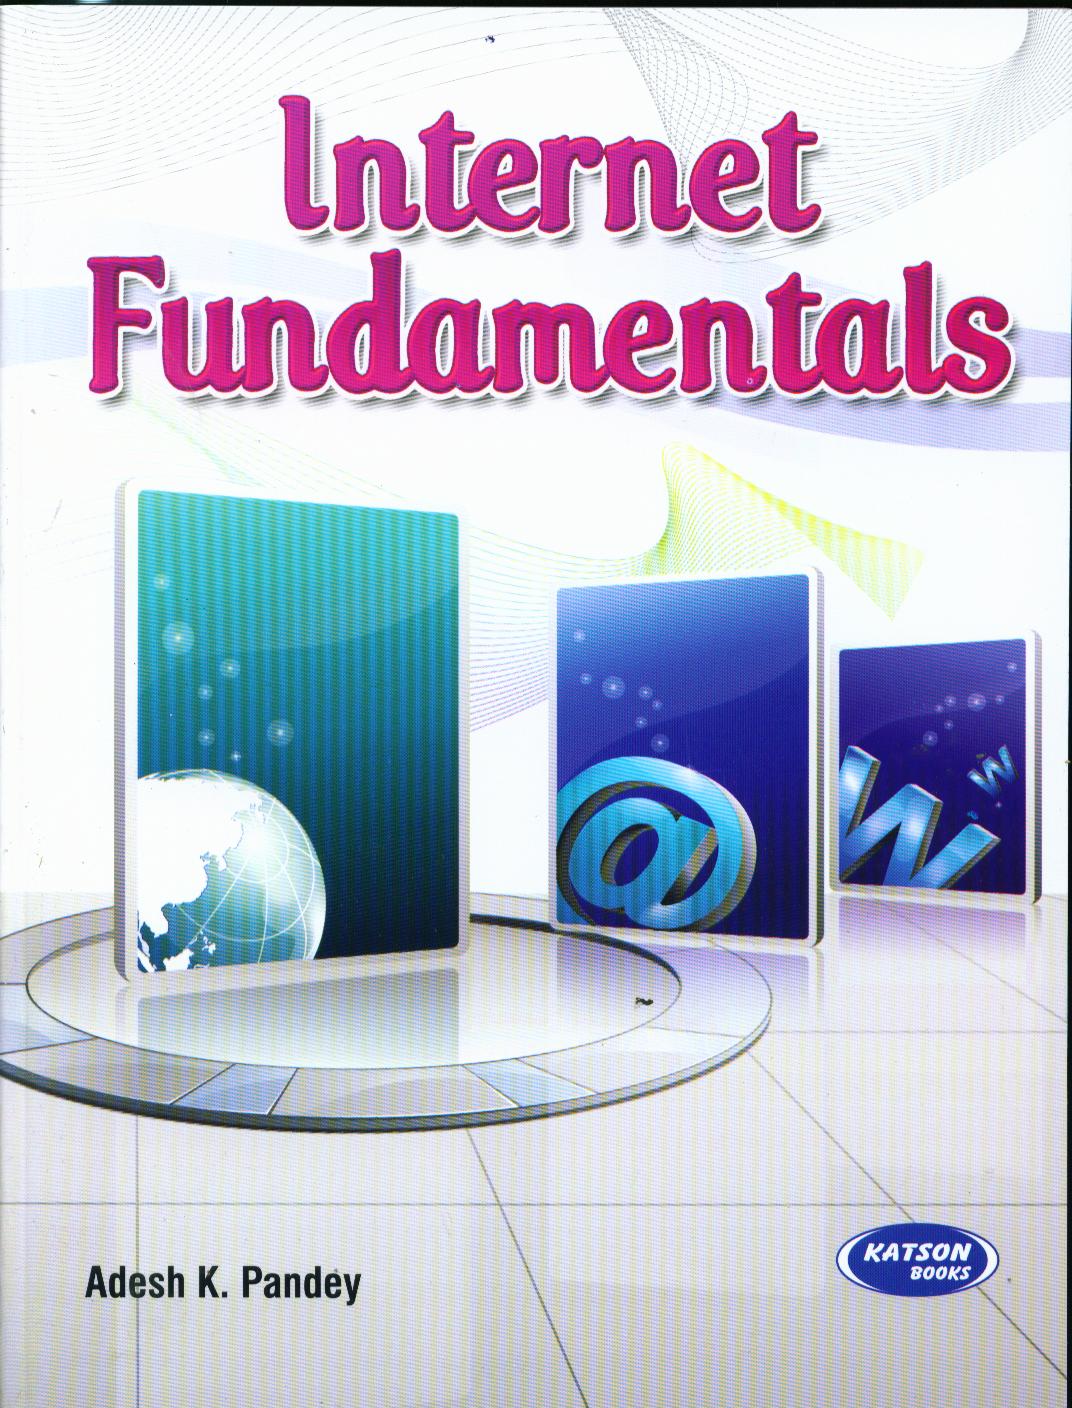 Internet
Fundamentals
@
W
W
W
Adesh K. Pandey
KATSON
BOOKS